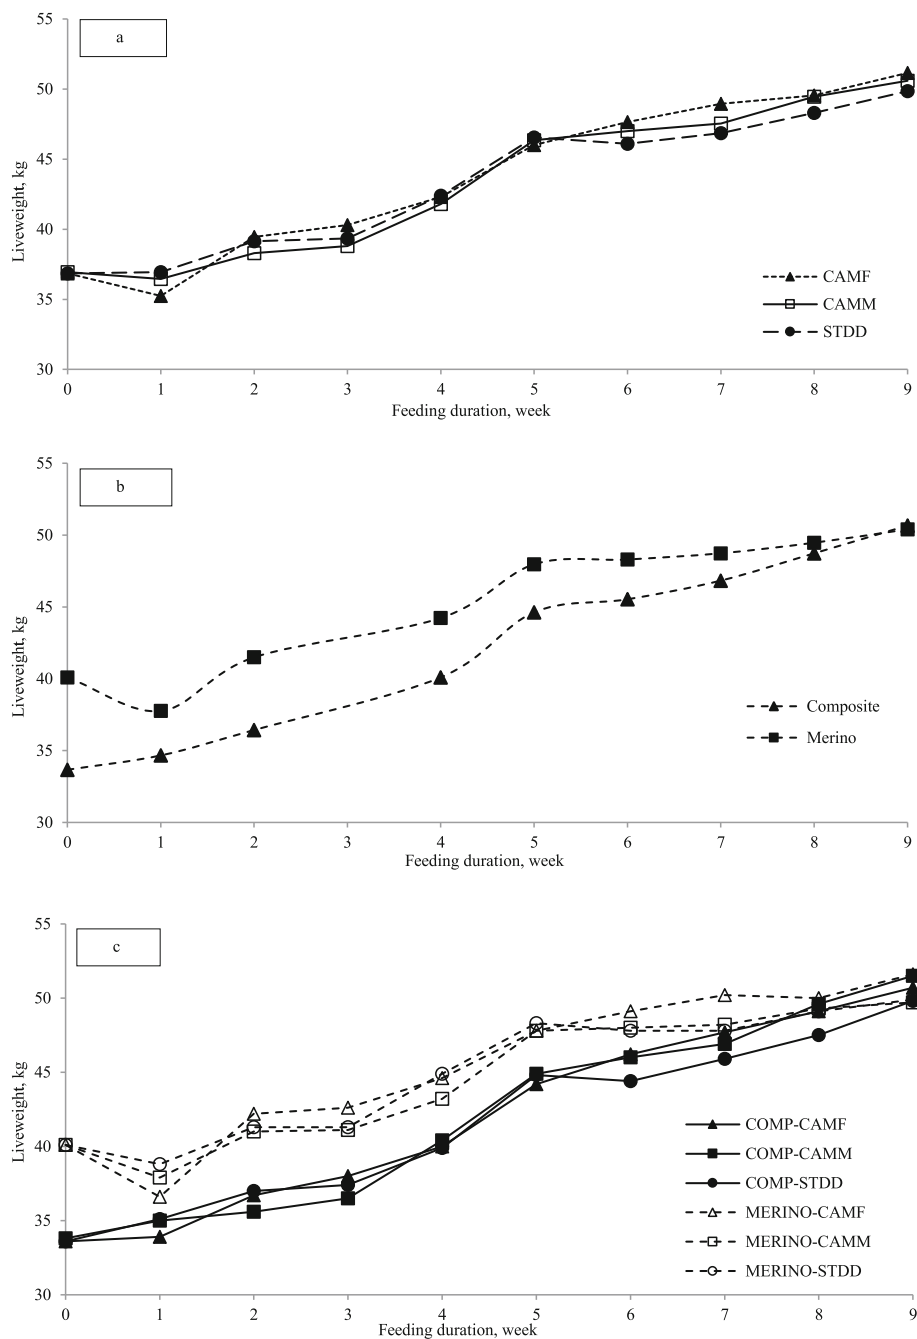 55
a
50
45
40
35
30
Liveweight, kg
CAMF
CAMM
STDD
0 1 2 3 4 5 6 7 8 9
Feeding duration, week
55
b
50
45
40
35
30
Liveweight, kg
Composite
Merino
0 1 2 3 4 5 6 7 8 9
Feeding duration, week
55
c
50
45
40
35
30
Liveweight, kg
COMP-CAMF
COMP-CAMM
COMP-STDD
MERINO-CAMF
MERINO-CAMM
MERINO-STDD
0 1 2 3 4 5 6 7 8 9
Feeding duration, week